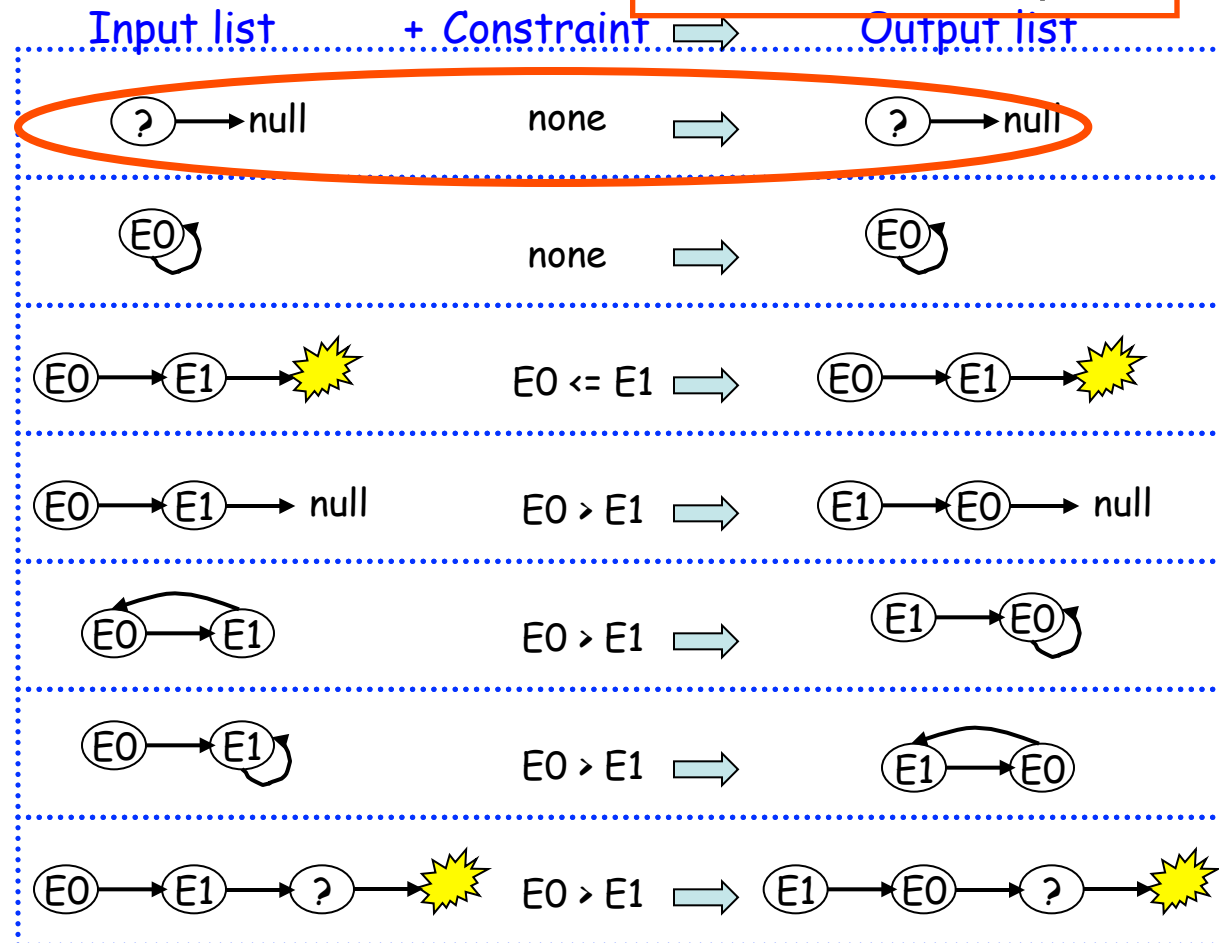 Input list + Constraint Output list
? null none ? null
E0 none E0
E0 E1 E0 <= E1 E0 E1
E0 E1 null E0 > E1 E1 E0 null
E0 E1 E0 > E1 E1 E0
E0 E1 E0 > E1 E1 E0
E0 E1 ? E0 > E1 E1 E0 ?